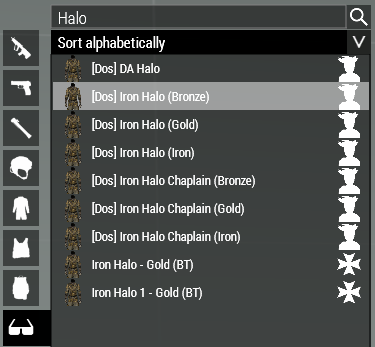 Halo
Sort alphabetically
[Dos] DA Halo
[Dos] Iron Halo (Bronze)
[Dos] Iron Halo (Gold)
[Dos] Iron Halo (Iron)
[Dos] Iron Halo Chaplain (Bronze)
[Dos] Iron Halo Chaplain (Gold)
[Dos] Iron Halo Chaplain (Iron)
Iron Halo - Gold (BT)
Iron Halo 1 - Gold (BT)